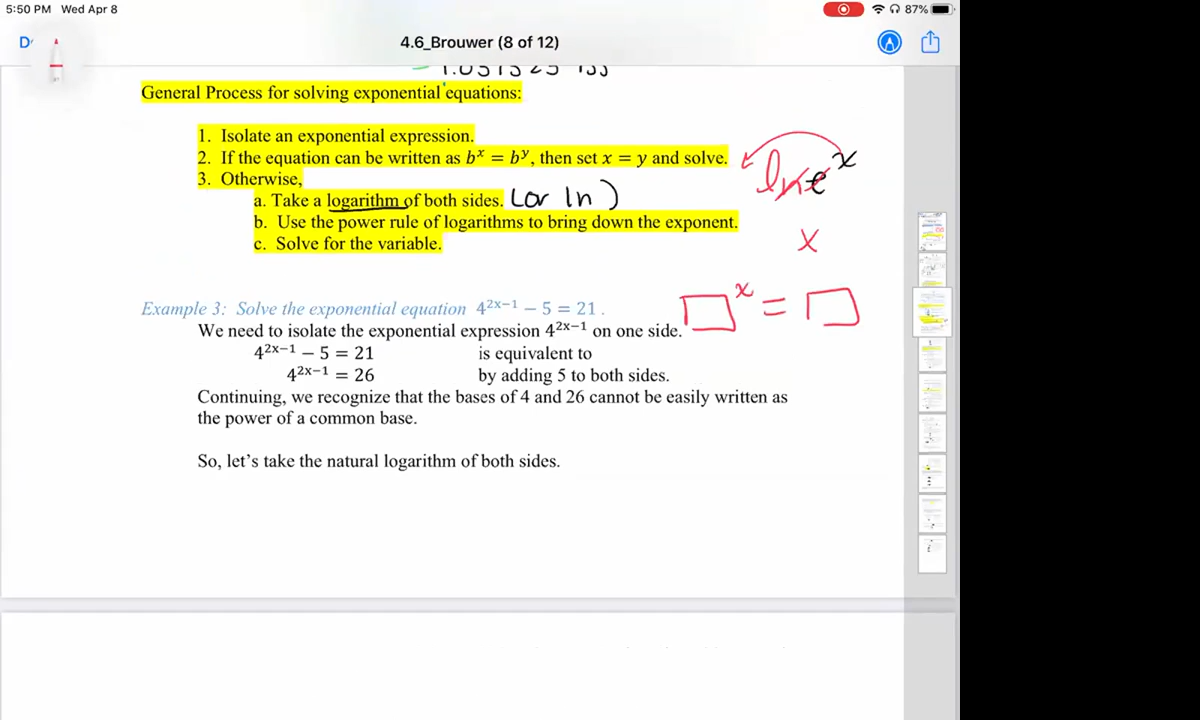 5:50 PM Wed Apr 8
87%
4.6_Brouwer (8 of 12)
General Process for solving exponential equations:
1. Isolate an exponential expression.
2. If the equation can be written as bˣ = bʸ, then set x = y and solve.
3. Otherwise,
a. Take a logarithm of both sides. (or ln)
b. Use the power rule of logarithms to bring down the exponent.
c. Solve for the variable.
ln eˣ
x
□ˣ = □
Example 3: Solve the exponential equation 4²ˣ⁻¹ − 5 = 21 .
We need to isolate the exponential expression 4²ˣ⁻¹ on one side.
4²ˣ⁻¹ − 5 = 21 is equivalent to
4²ˣ⁻¹ = 26 by adding 5 to both sides.
Continuing, we recognize that the bases of 4 and 26 cannot be easily written as
the power of a common base.
So, let's take the natural logarithm of both sides.